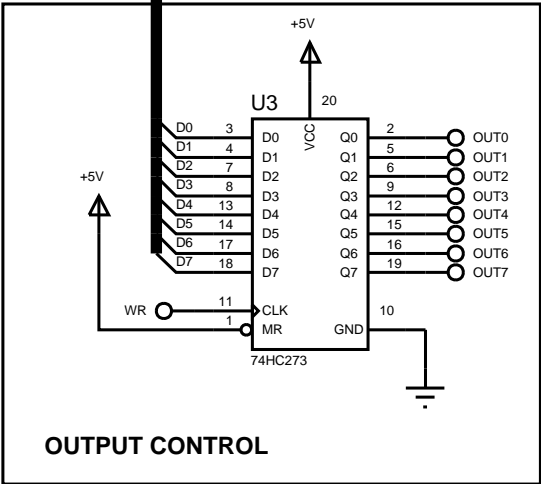 +5V
U3
20
VCC
D0 3 D0 Q0 2 OUT0
D1 4 D1 Q1 5 OUT1
D2 7 D2 Q2 6 OUT2
D3 8 D3 Q3 9 OUT3
D4 13 D4 Q4 12 OUT4
D5 14 D5 Q5 15 OUT5
D6 17 D6 Q6 16 OUT6
D7 18 D7 Q7 19 OUT7
+5V
WR 11 CLK
1 MR
GND 10
74HC273
OUTPUT CONTROL